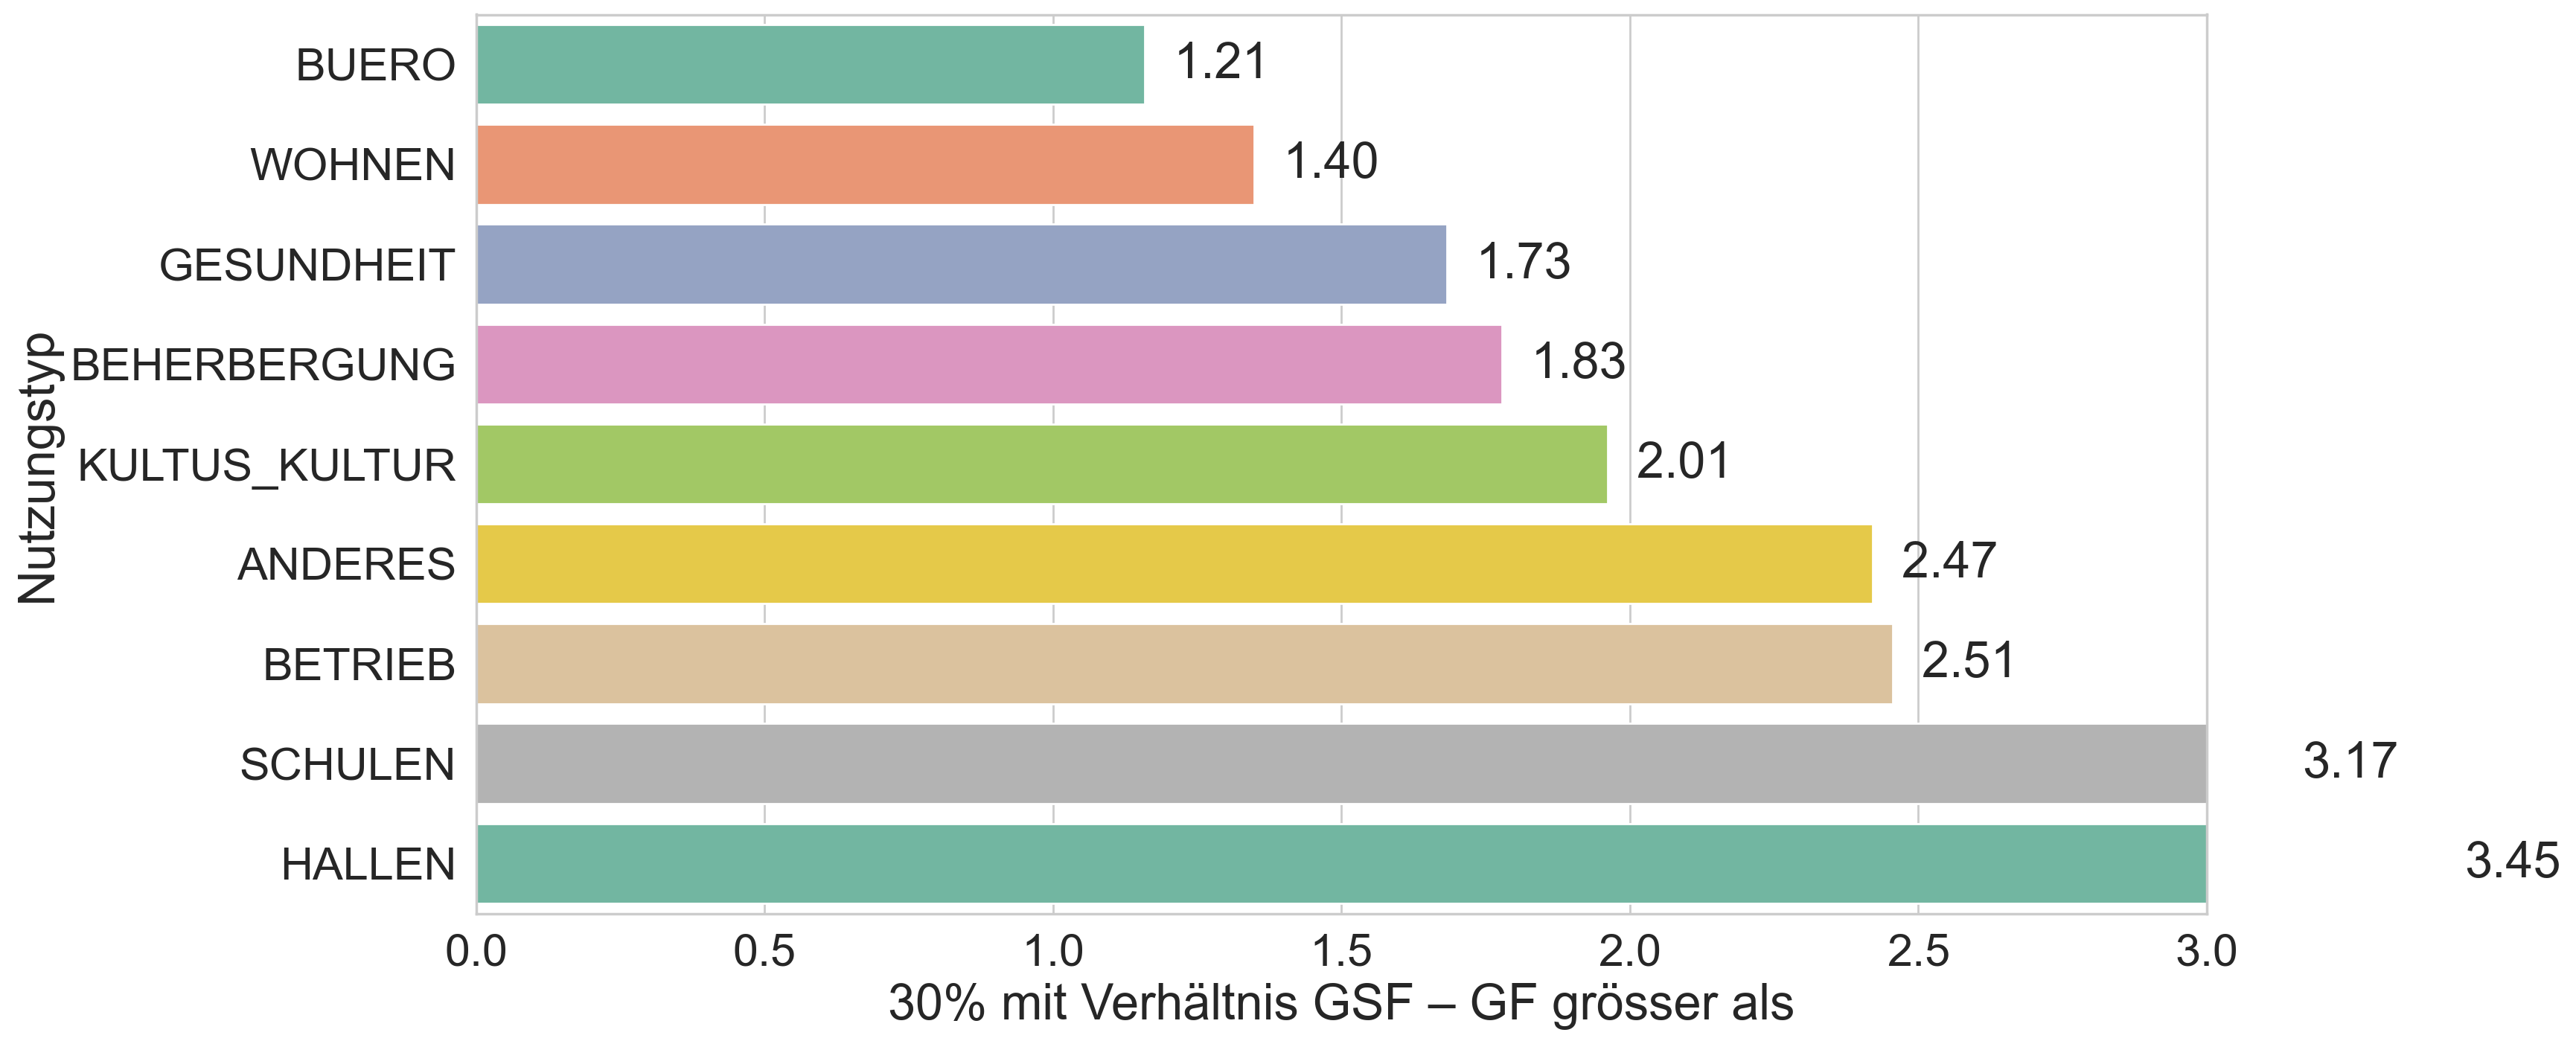 Nutzungstyp
BUERO 1.21
WOHNEN 1.40
GESUNDHEIT 1.73
BEHERBERGUNG 1.83
KULTUS_KULTUR 2.01
ANDERES 2.47
BETRIEB 2.51
SCHULEN 3.17
HALLEN 3.45
0.0 0.5 1.0 1.5 2.0 2.5 3.0
30% mit Verhältnis GSF – GF grösser als